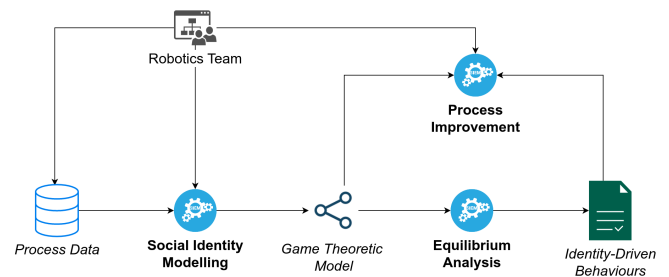 Robotics Team
Process
Improvement
Process Data
Social Identity
Modelling
Game Theoretic
Model
Equilibrium
Analysis
Identity-Driven
Behaviours